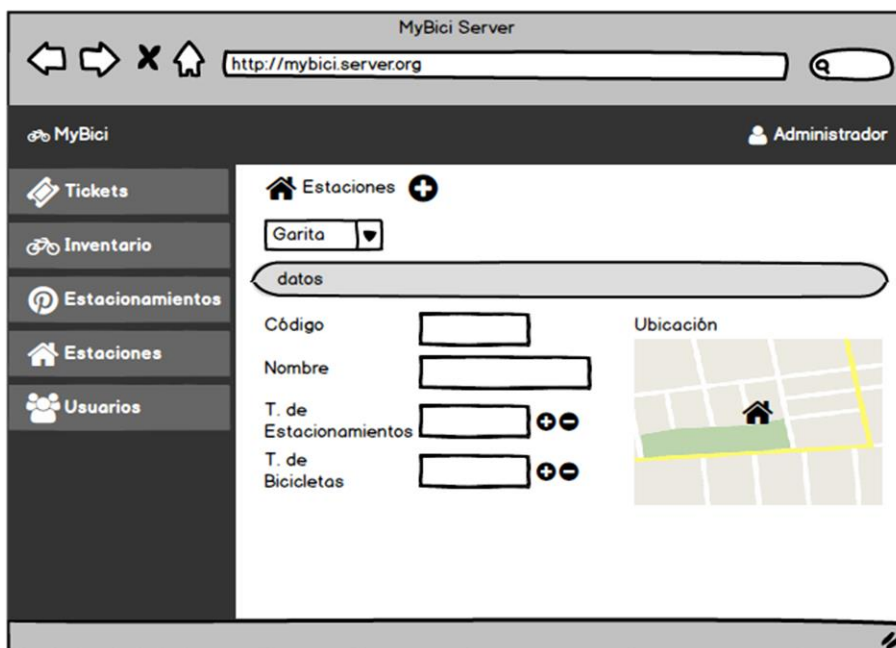 MyBici Server
http://mybici.server.org
MyBici
Administrador
Tickets
Inventario
Estacionamientos
Estaciones
Usuarios
Estaciones
Garita
datos
Código
Nombre
T. de
Estacionamientos
T. de
Bicicletas
Ubicación